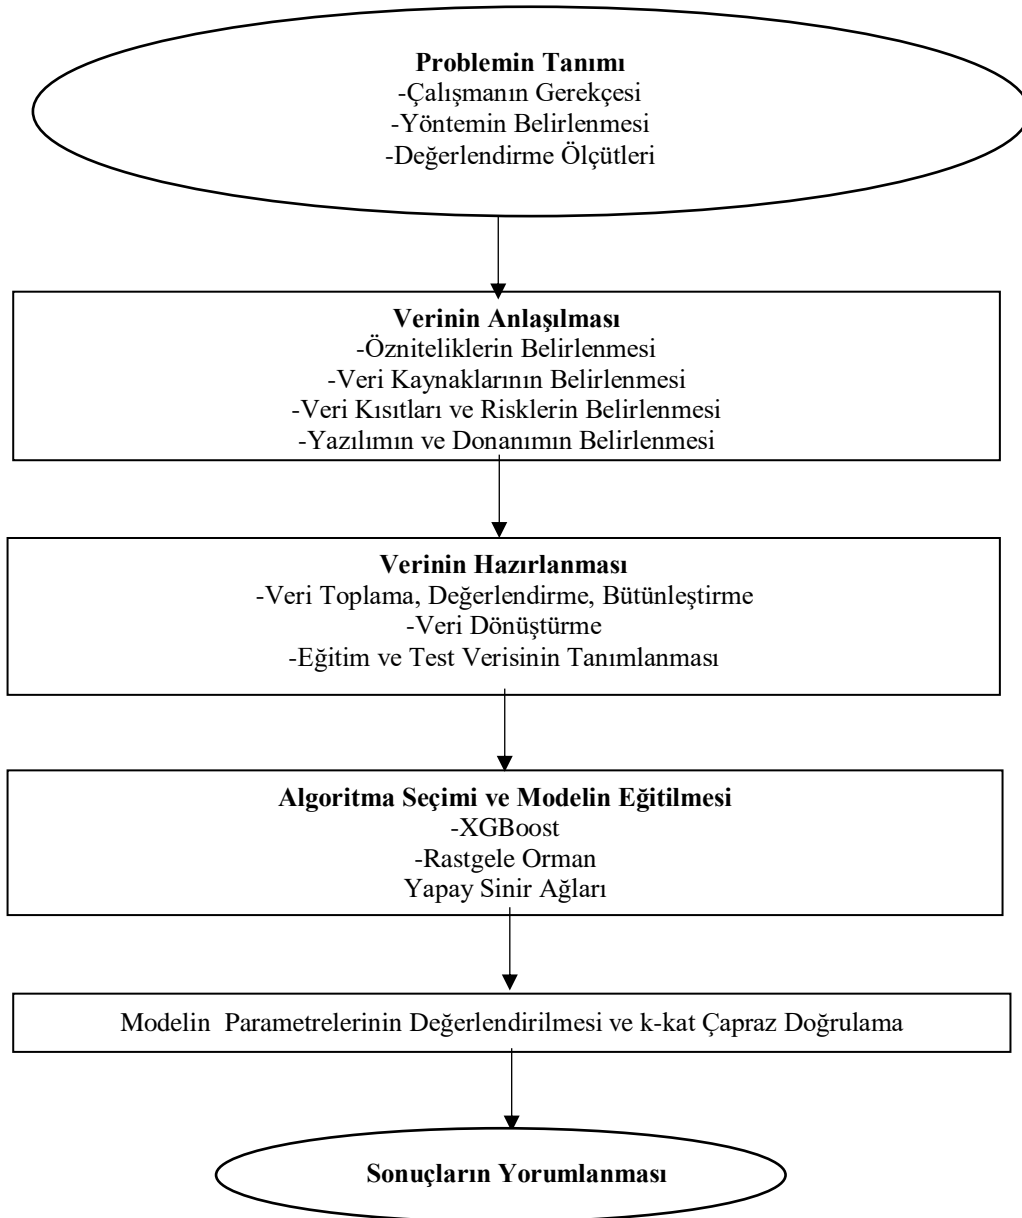 Problemin Tanımı
-Çalışmanın Gerekçesi
-Yöntemin Belirlenmesi
-Değerlendirme Ölçütleri
Verinin Anlaşılması
-Özniteliklerin Belirlenmesi
-Veri Kaynaklarının Belirlenmesi
-Veri Kısıtları ve Risklerin Belirlenmesi
-Yazılımın ve Donanımın Belirlenmesi
Verinin Hazırlanması
-Veri Toplama, Değerlendirme, Bütünleştirme
-Veri Dönüştürme
-Eğitim ve Test Verisinin Tanımlanması
Algoritma Seçimi ve Modelin Eğitilmesi
-XGBoost
-Rastgele Orman
Yapay Sinir Ağları
Modelin Parametrelerinin Değerlendirilmesi ve k-kat Çapraz Doğrulama
Sonuçların Yorumlanması